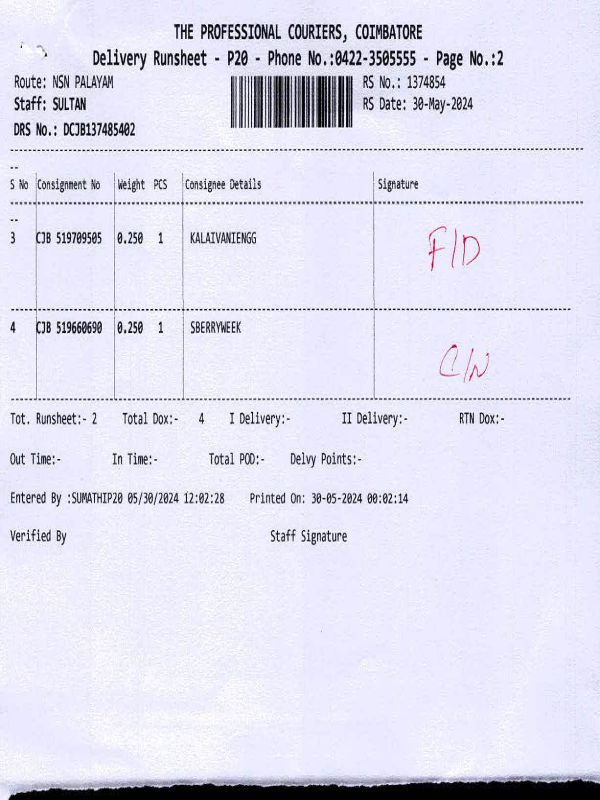 THE PROFESSIONAL COURIERS, COIMBATORE
Delivery Runsheet - P20 - Phone No.:0422-3505555 - Page No.:2
Route: NSN PALAYAM RS No.: 1374854
Staff: SULTAN RS Date: 30-May-2024
DRS No.: DCJB137485402
--
S No Consignment No Weight PCS Consignee Details Signature
--
3 CJB 519709505 0.250 1 KALAIVANIENGG F/D
4 CJB 519660690 0.250 1 SBERRYWEEK C/N
Tot. Runsheet:- 2 Total Dox:- 4 I Delivery:- II Delivery:- RTN Dox:-
Out Time:- In Time:- Total POD:- Delvy Points:-
Entered By :SUMATHIP20 05/30/2024 12:02:28 Printed On: 30-05-2024 00:02:14
Verified By Staff Signature